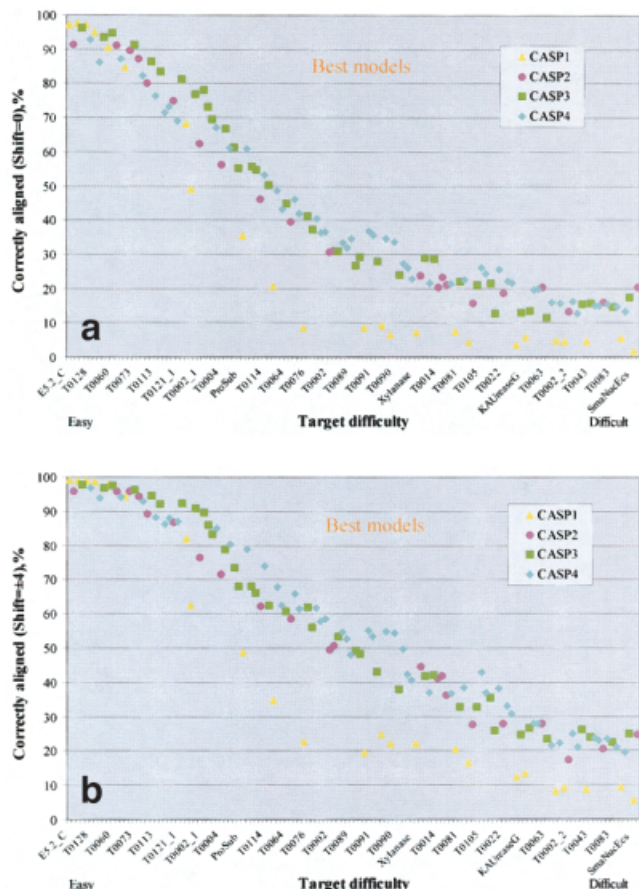 100
90
80
70
60
50
40
30
20
10
0
Correctly aligned (Shift=0),%
Best models
CASP1
CASP2
CASP3
CASP4
a
E5.2_C
T0128
T0060
T0073
T0113
T0121_1
T0002_1
T0004
ProSub
T0114
T0064
T0076
T0002
T0089
T0091
T0090
Xylanase
T0014
T0081
T0105
T0022
KAUreaseG
T0063
T0002_2
T0043
T0083
SmaNucEcs
Easy
Target difficulty
Difficult
100
90
80
70
60
50
40
30
20
10
0
Correctly aligned (Shift=±4),%
Best models
CASP1
CASP2
CASP3
CASP4
b
E5.2_C
T0128
T0060
T0073
T0113
T0121_1
T0002_1
T0004
ProSub
T0114
T0064
T0076
T0002
T0089
T0091
T0090
Xylanase
T0014
T0081
T0105
T0022
KAUreaseG
T0063
T0002_2
T0043
T0083
SmaNucEcs
Easy
Target difficulty
Difficult